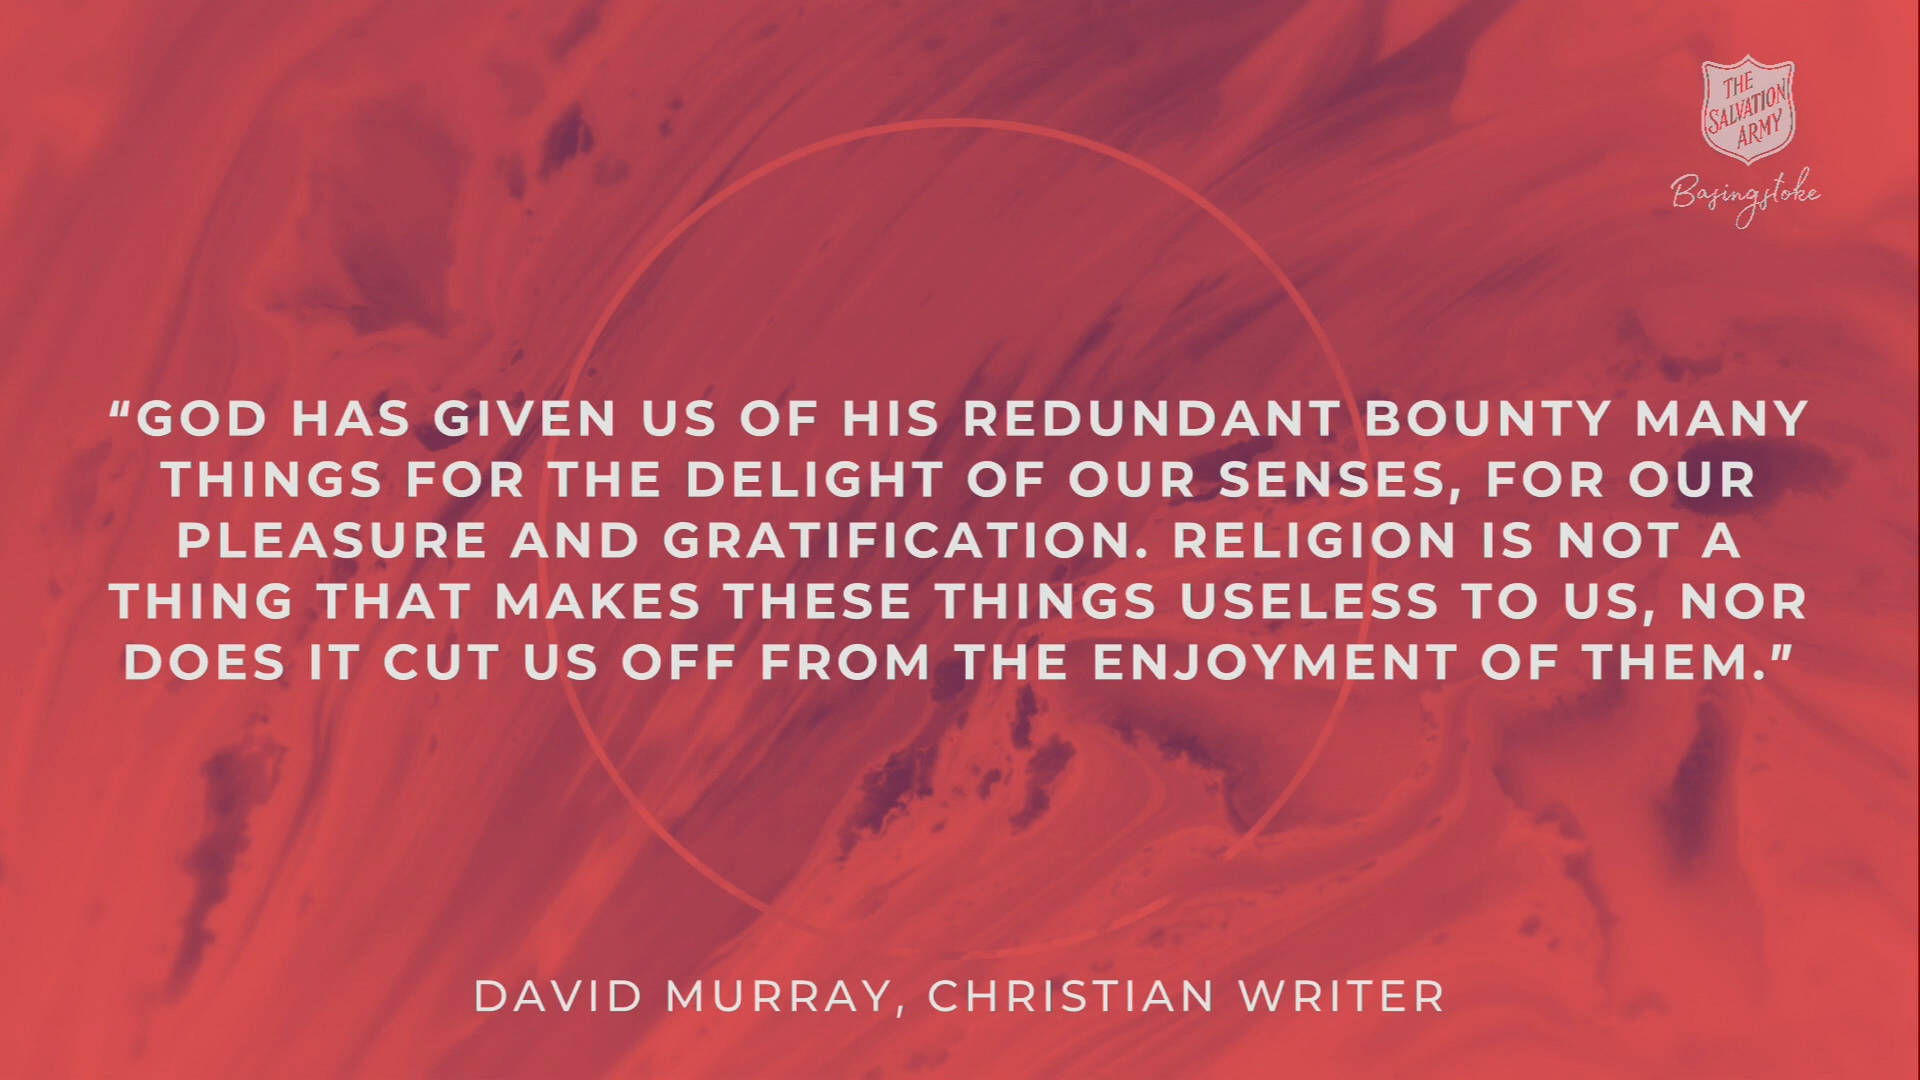 THE
SALVATION
ARMY
Basingstoke
“GOD HAS GIVEN US OF HIS REDUNDANT BOUNTY MANY
THINGS FOR THE DELIGHT OF OUR SENSES, FOR OUR
PLEASURE AND GRATIFICATION. RELIGION IS NOT A
THING THAT MAKES THESE THINGS USELESS TO US, NOR
DOES IT CUT US OFF FROM THE ENJOYMENT OF THEM.”
DAVID MURRAY, CHRISTIAN WRITER